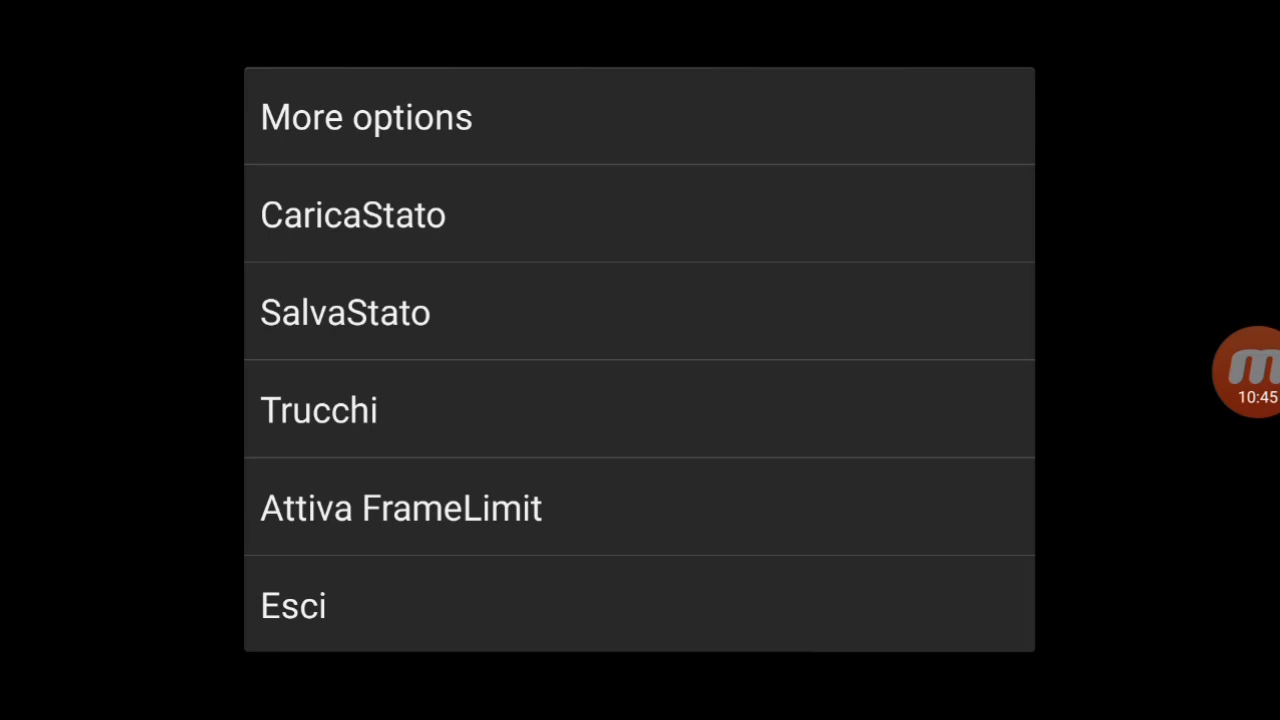 More options
CaricaStato
SalvaStato
Trucchi
10:45
Attiva FrameLimit
Esci